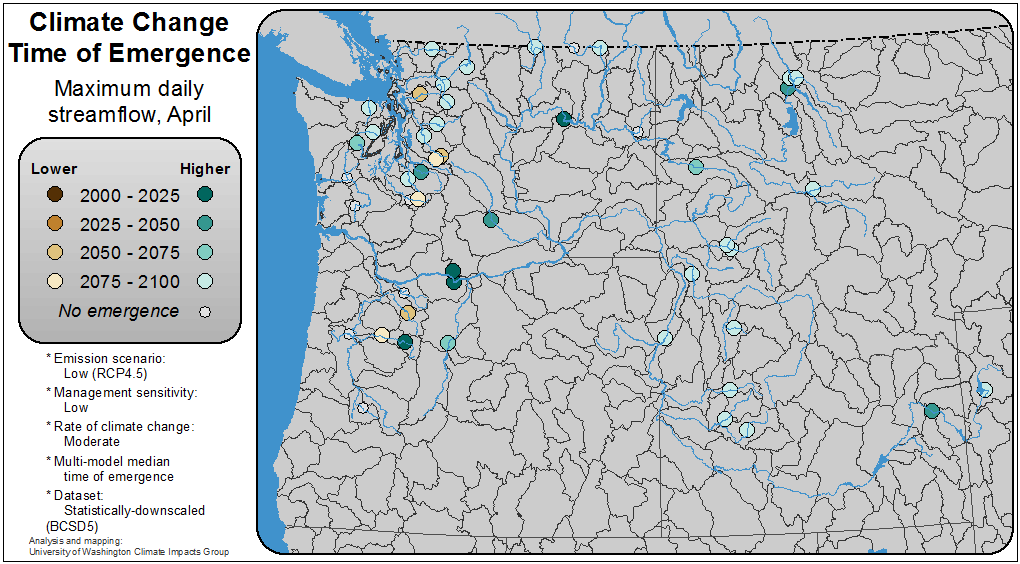 Climate Change
Time of Emergence
Maximum daily
streamflow, April
Lower Higher
2000 - 2025
2025 - 2050
2050 - 2075
2075 - 2100
No emergence
* Emission scenario:
Low (RCP4.5)
* Management sensitivity:
Low
* Rate of climate change:
Moderate
* Multi-model median
time of emergence
* Dataset:
Statistically-downscaled
(BCSD5)
Analysis and mapping:
University of Washington Climate Impacts Group